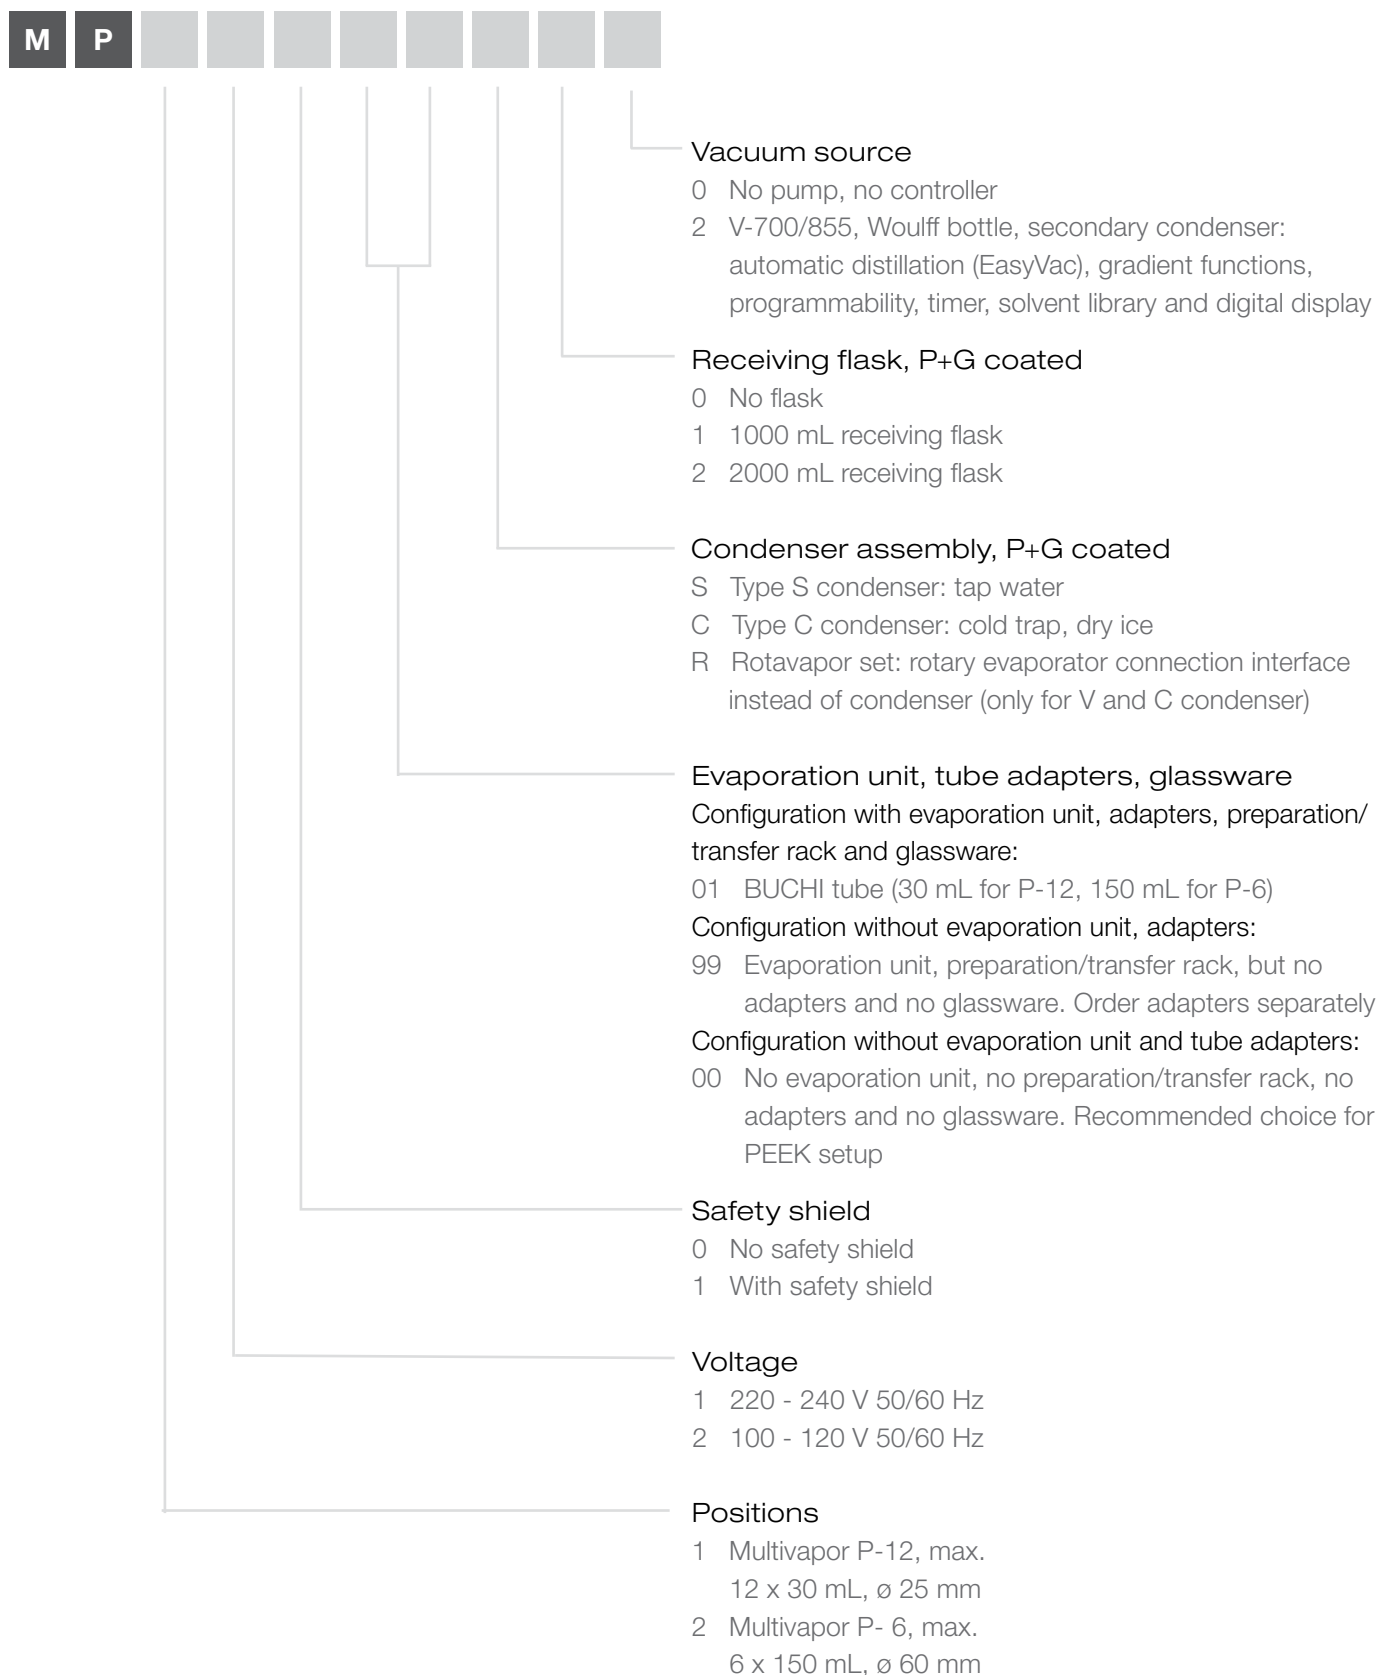 M P
Vacuum source
0 No pump, no controller
2 V-700/855, Woulff bottle, secondary condenser:
automatic distillation (EasyVac), gradient functions,
programmability, timer, solvent library and digital display
Receiving flask, P+G coated
0 No flask
1 1000 mL receiving flask
2 2000 mL receiving flask
Condenser assembly, P+G coated
S Type S condenser: tap water
C Type C condenser: cold trap, dry ice
R Rotavapor set: rotary evaporator connection interface
instead of condenser (only for V and C condenser)
Evaporation unit, tube adapters, glassware
Configuration with evaporation unit, adapters, preparation/
transfer rack and glassware:
01 BUCHI tube (30 mL for P-12, 150 mL for P-6)
Configuration without evaporation unit, adapters:
99 Evaporation unit, preparation/transfer rack, but no
adapters and no glassware. Order adapters separately
Configuration without evaporation unit and tube adapters:
00 No evaporation unit, no preparation/transfer rack, no
adapters and no glassware. Recommended choice for
PEEK setup
Safety shield
0 No safety shield
1 With safety shield
Voltage
1 220 - 240 V 50/60 Hz
2 100 - 120 V 50/60 Hz
Positions
1 Multivapor P-12, max.
12 x 30 mL, ø 25 mm
2 Multivapor P- 6, max.
6 x 150 mL, ø 60 mm